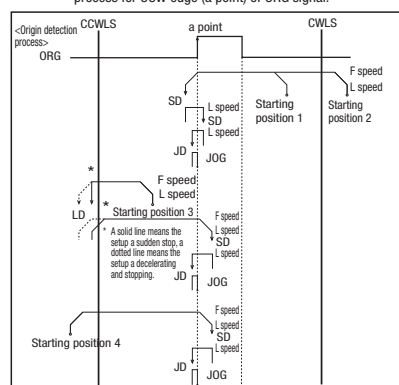 process for CCW edge (a point) of ORG signal.
<Origin detection process>
CCWLS
a point
CWLS
ORG
F speed
L speed
SD
L speed
SD
Starting position 1
Starting position 2
L speed
JD
JOG
*
F speed
L speed
LD
*
Starting position 3
F speed
* A solid line means the
setup a sudden stop, a
dotted line means the
setup a decelerating
and stopping.
L speed
SD
L speed
JD
JOG
F speed
L speed
SD
Starting position 4
L speed
JD
JOG